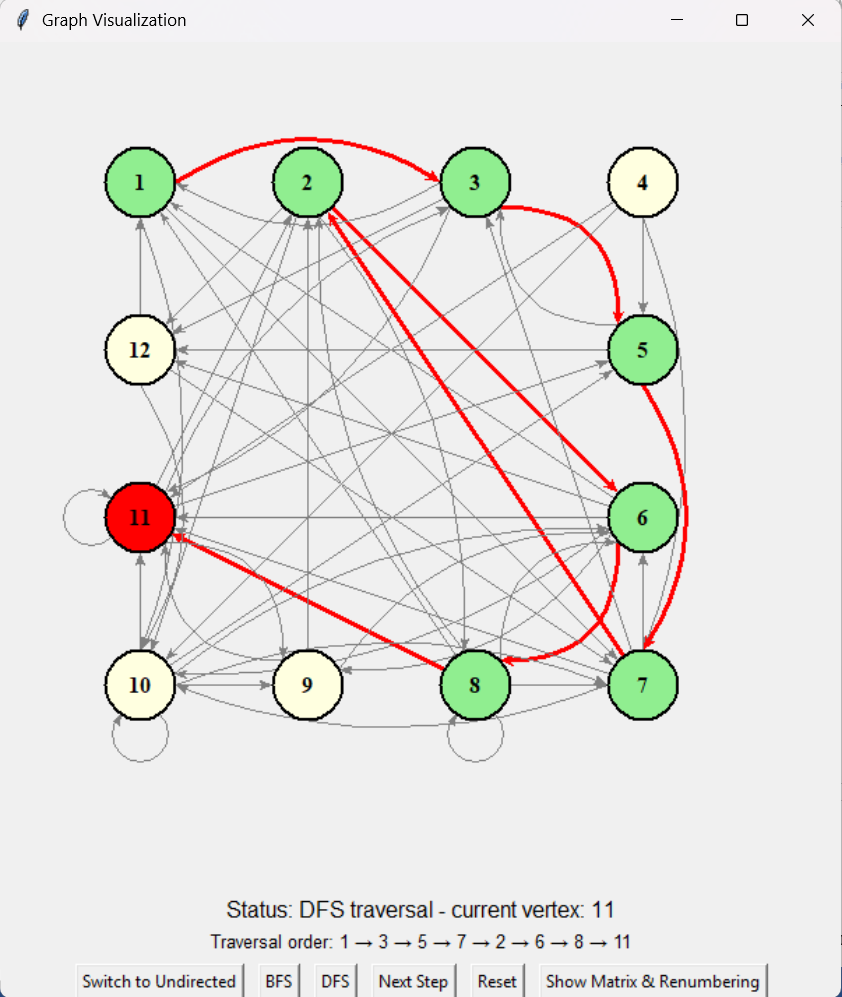 Graph Visualization
1 2 3 4
12 5
11 6
10 9 8 7
Status: DFS traversal - current vertex: 11
Traversal order: 1 → 3 → 5 → 7 → 2 → 6 → 8 → 11
Switch to Undirected BFS DFS Next Step Reset Show Matrix & Renumbering